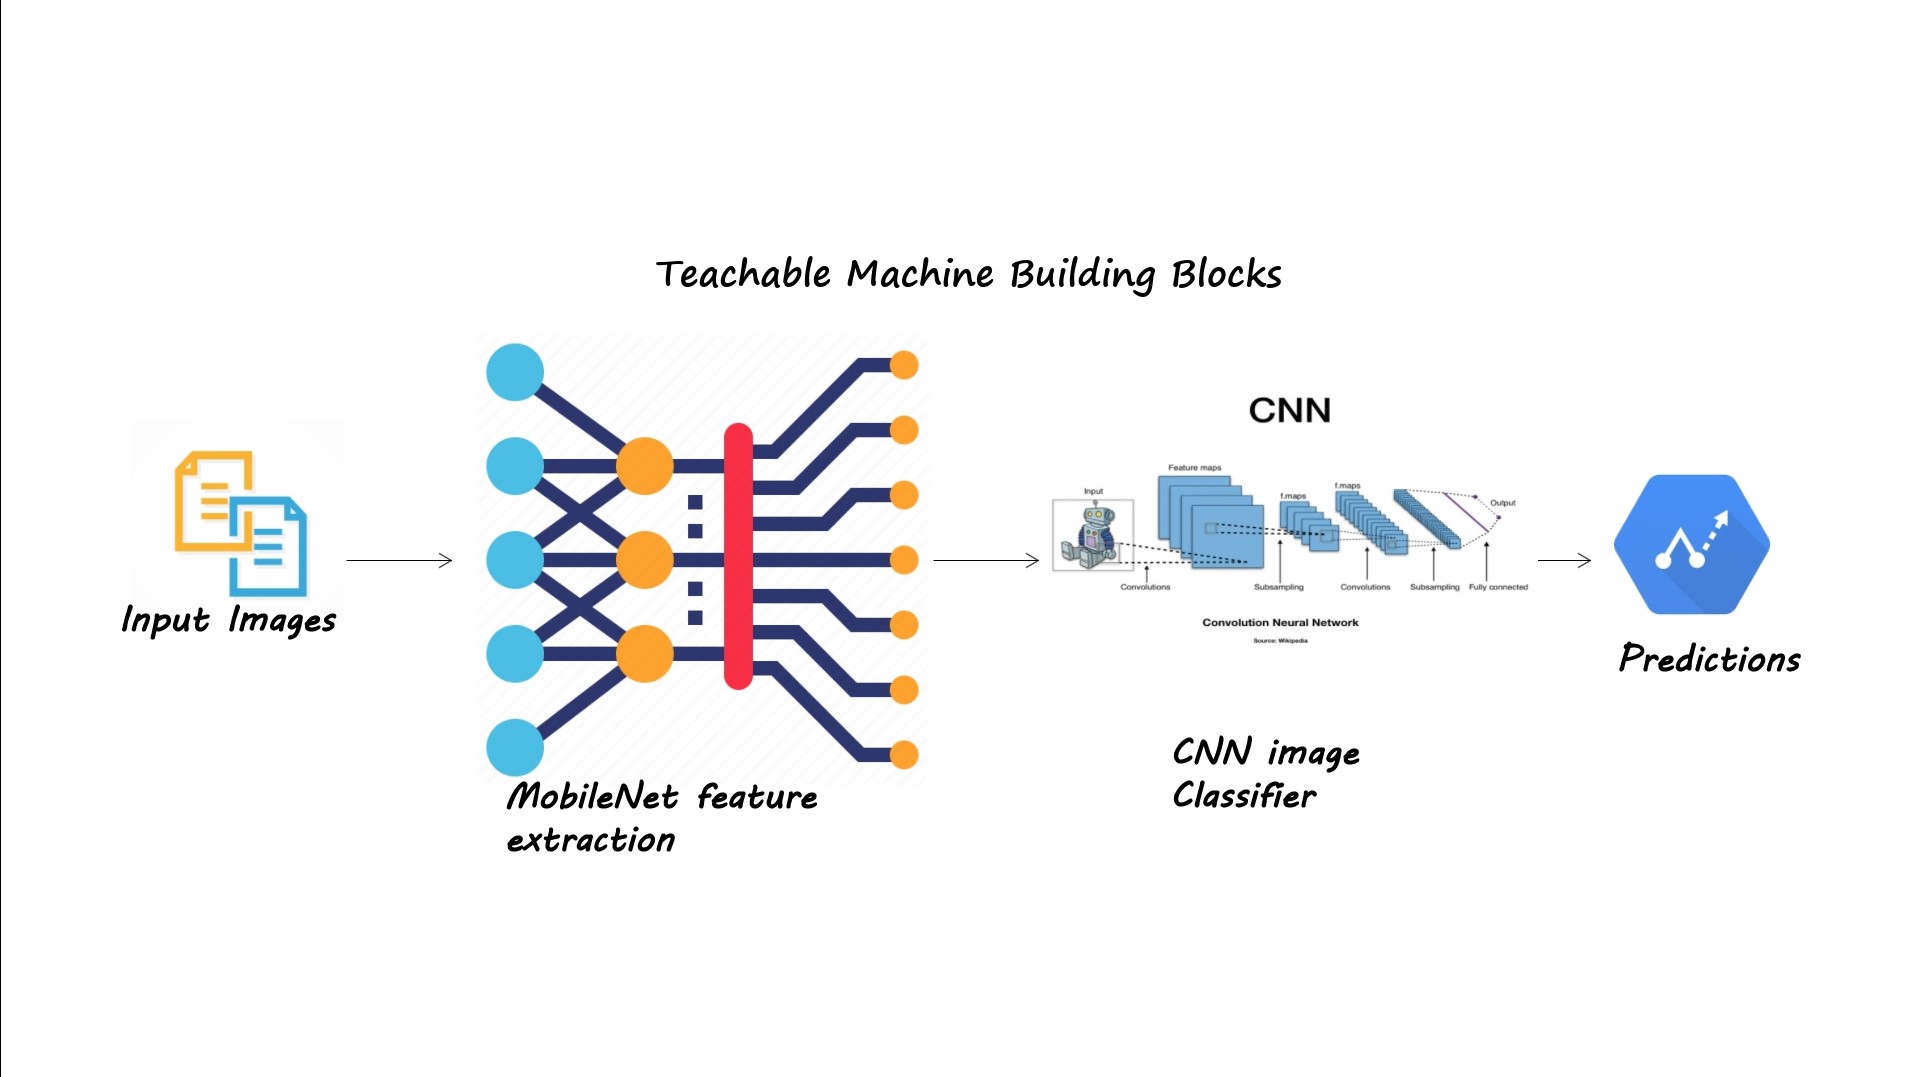 Teachable Machine Building Blocks
Input Images
MobileNet feature
extraction
CNN
Feature maps
Input
f.maps
f.maps
Output
Convolutions
Subsampling
Convolutions
Subsampling
Fully connected
Convolution Neural Network
Source: Wikipedia
CNN image
Classifier
Predictions